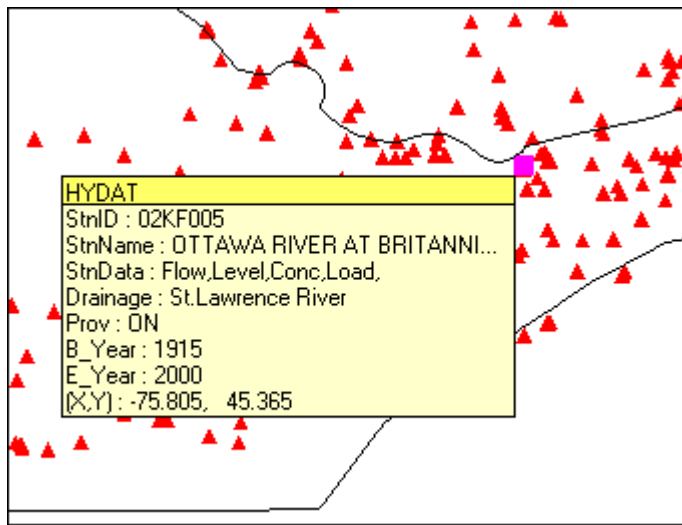 HYDAT
StnID : 02KF005
StnName : OTTAWA RIVER AT BRITANNI...
StnData : Flow,Level,Conc,Load,
Drainage : St.Lawrence River
Prov : ON
B_Year : 1915
E_Year : 2000
(X,Y) : -75.805, 45.365